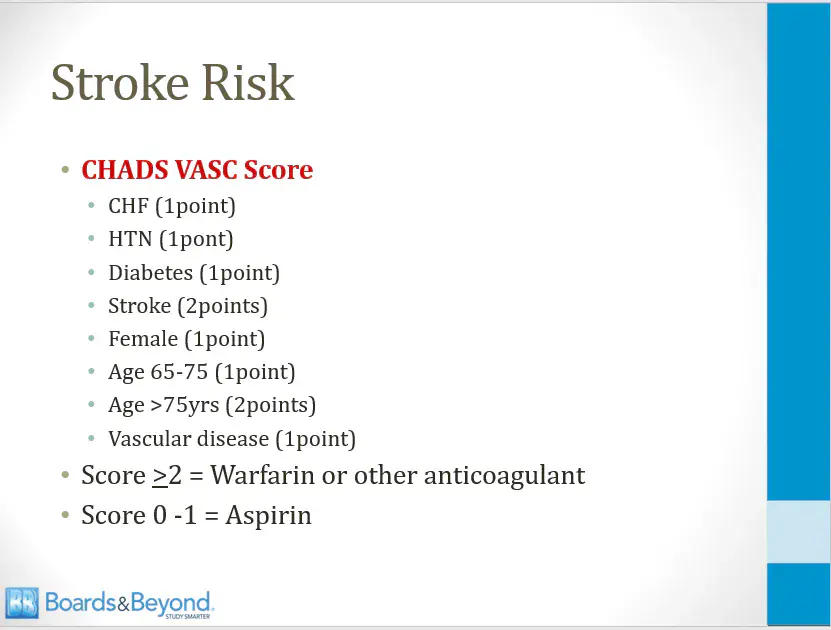 Stroke Risk
• CHADS VASC Score
• CHF (1point)
• HTN (1pont)
• Diabetes (1point)
• Stroke (2points)
• Female (1point)
• Age 65-75 (1point)
• Age >75yrs (2points)
• Vascular disease (1point)
• Score ≥2 = Warfarin or other anticoagulant
• Score 0 -1 = Aspirin
BB Boards&Beyond.
STUDY SMARTER